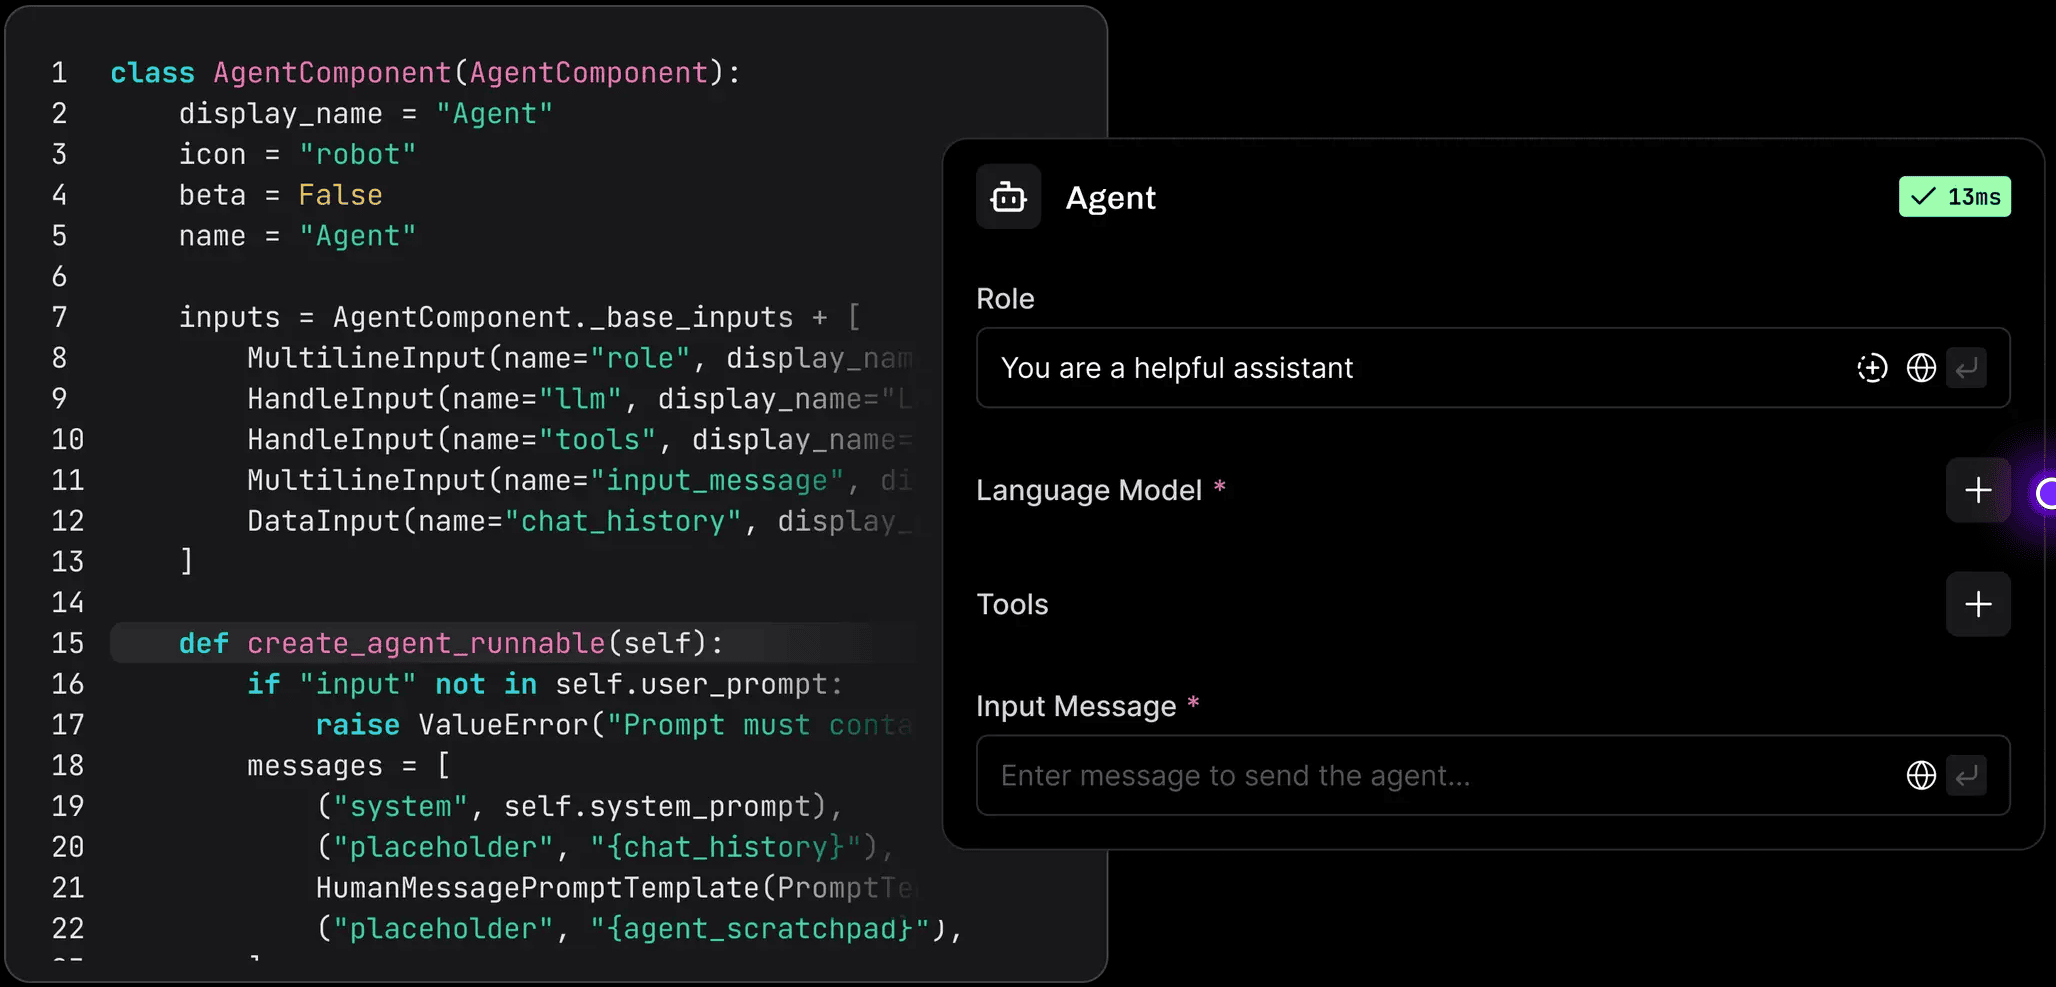 1 class AgentComponent(AgentComponent):
2 display_name = "Agent"
3 icon = "robot"
4 beta = False
5 name = "Agent"
6
7 inputs = AgentComponent._base_inputs + [
8 MultilineInput(name="role", display_nam
9 HandleInput(name="llm", display_name="L
10 HandleInput(name="tools", display_name=
11 MultilineInput(name="input_message", di
12 DataInput(name="chat_history", display_
13 ]
14
15 def create_agent_runnable(self):
16 if "input" not in self.user_prompt:
17 raise ValueError("Prompt must conta
18 messages = [
19 ("system", self.system_prompt),
20 ("placeholder", "{chat_history}"),
21 HumanMessagePromptTemplate(PromptTe
22 ("placeholder", "{agent_scratchpad}"),
Agent
13ms
Role
You are a helpful assistant
Language Model *
Tools
Input Message *
Enter message to send the agent...